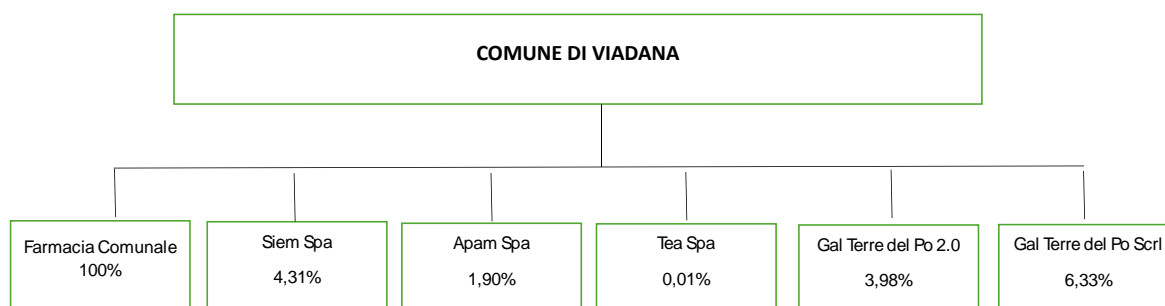 COMUNE DI VIADANA
Farmacia Comunale
100%
Siem Spa
4,31%
Apam Spa
1,90%
Tea Spa
0,01%
Gal Terre del Po 2.0
3,98%
Gal Terre del Po Scrl
6,33%